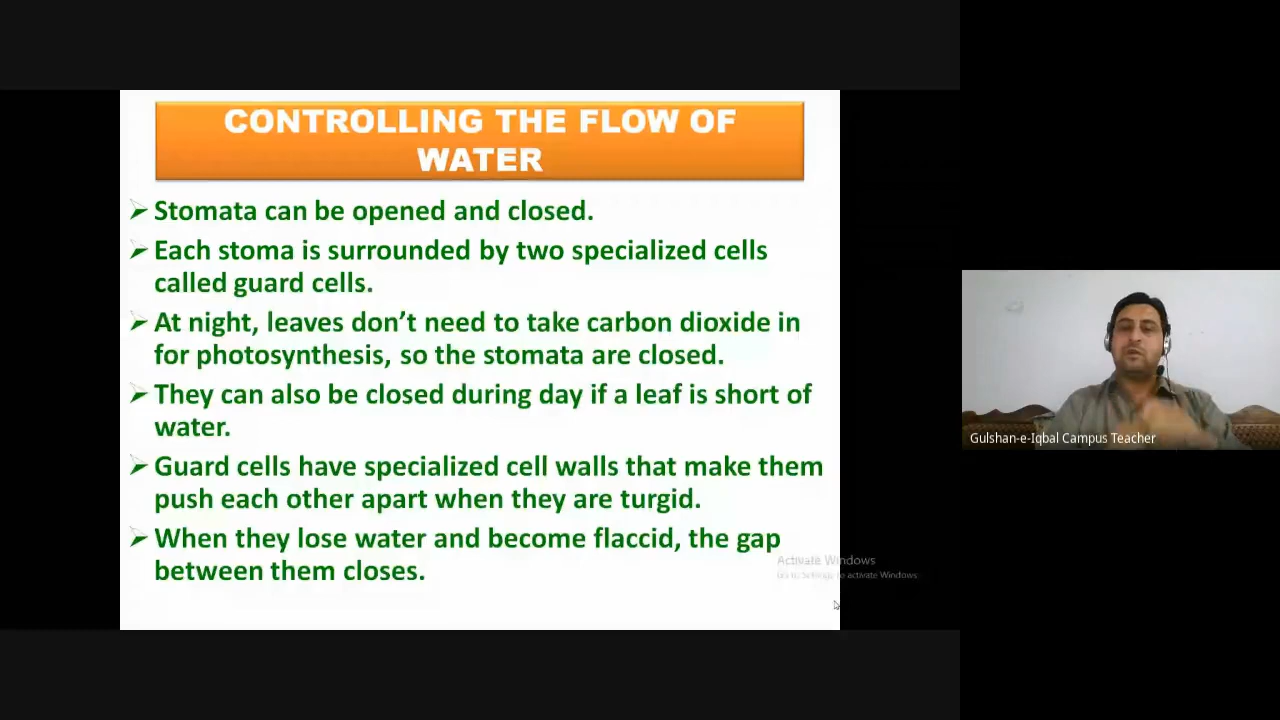 CONTROLLING THE FLOW OF
WATER
Stomata can be opened and closed.
Each stoma is surrounded by two specialized cells
called guard cells.
At night, leaves don’t need to take carbon dioxide in
for photosynthesis, so the stomata are closed.
They can also be closed during day if a leaf is short of
water.
Guard cells have specialized cell walls that make them
push each other apart when they are turgid.
When they lose water and become flaccid, the gap
between them closes.
Activate Windows
Go to Settings to activate Windows.
Gulshan-e-Iqbal Campus Teacher